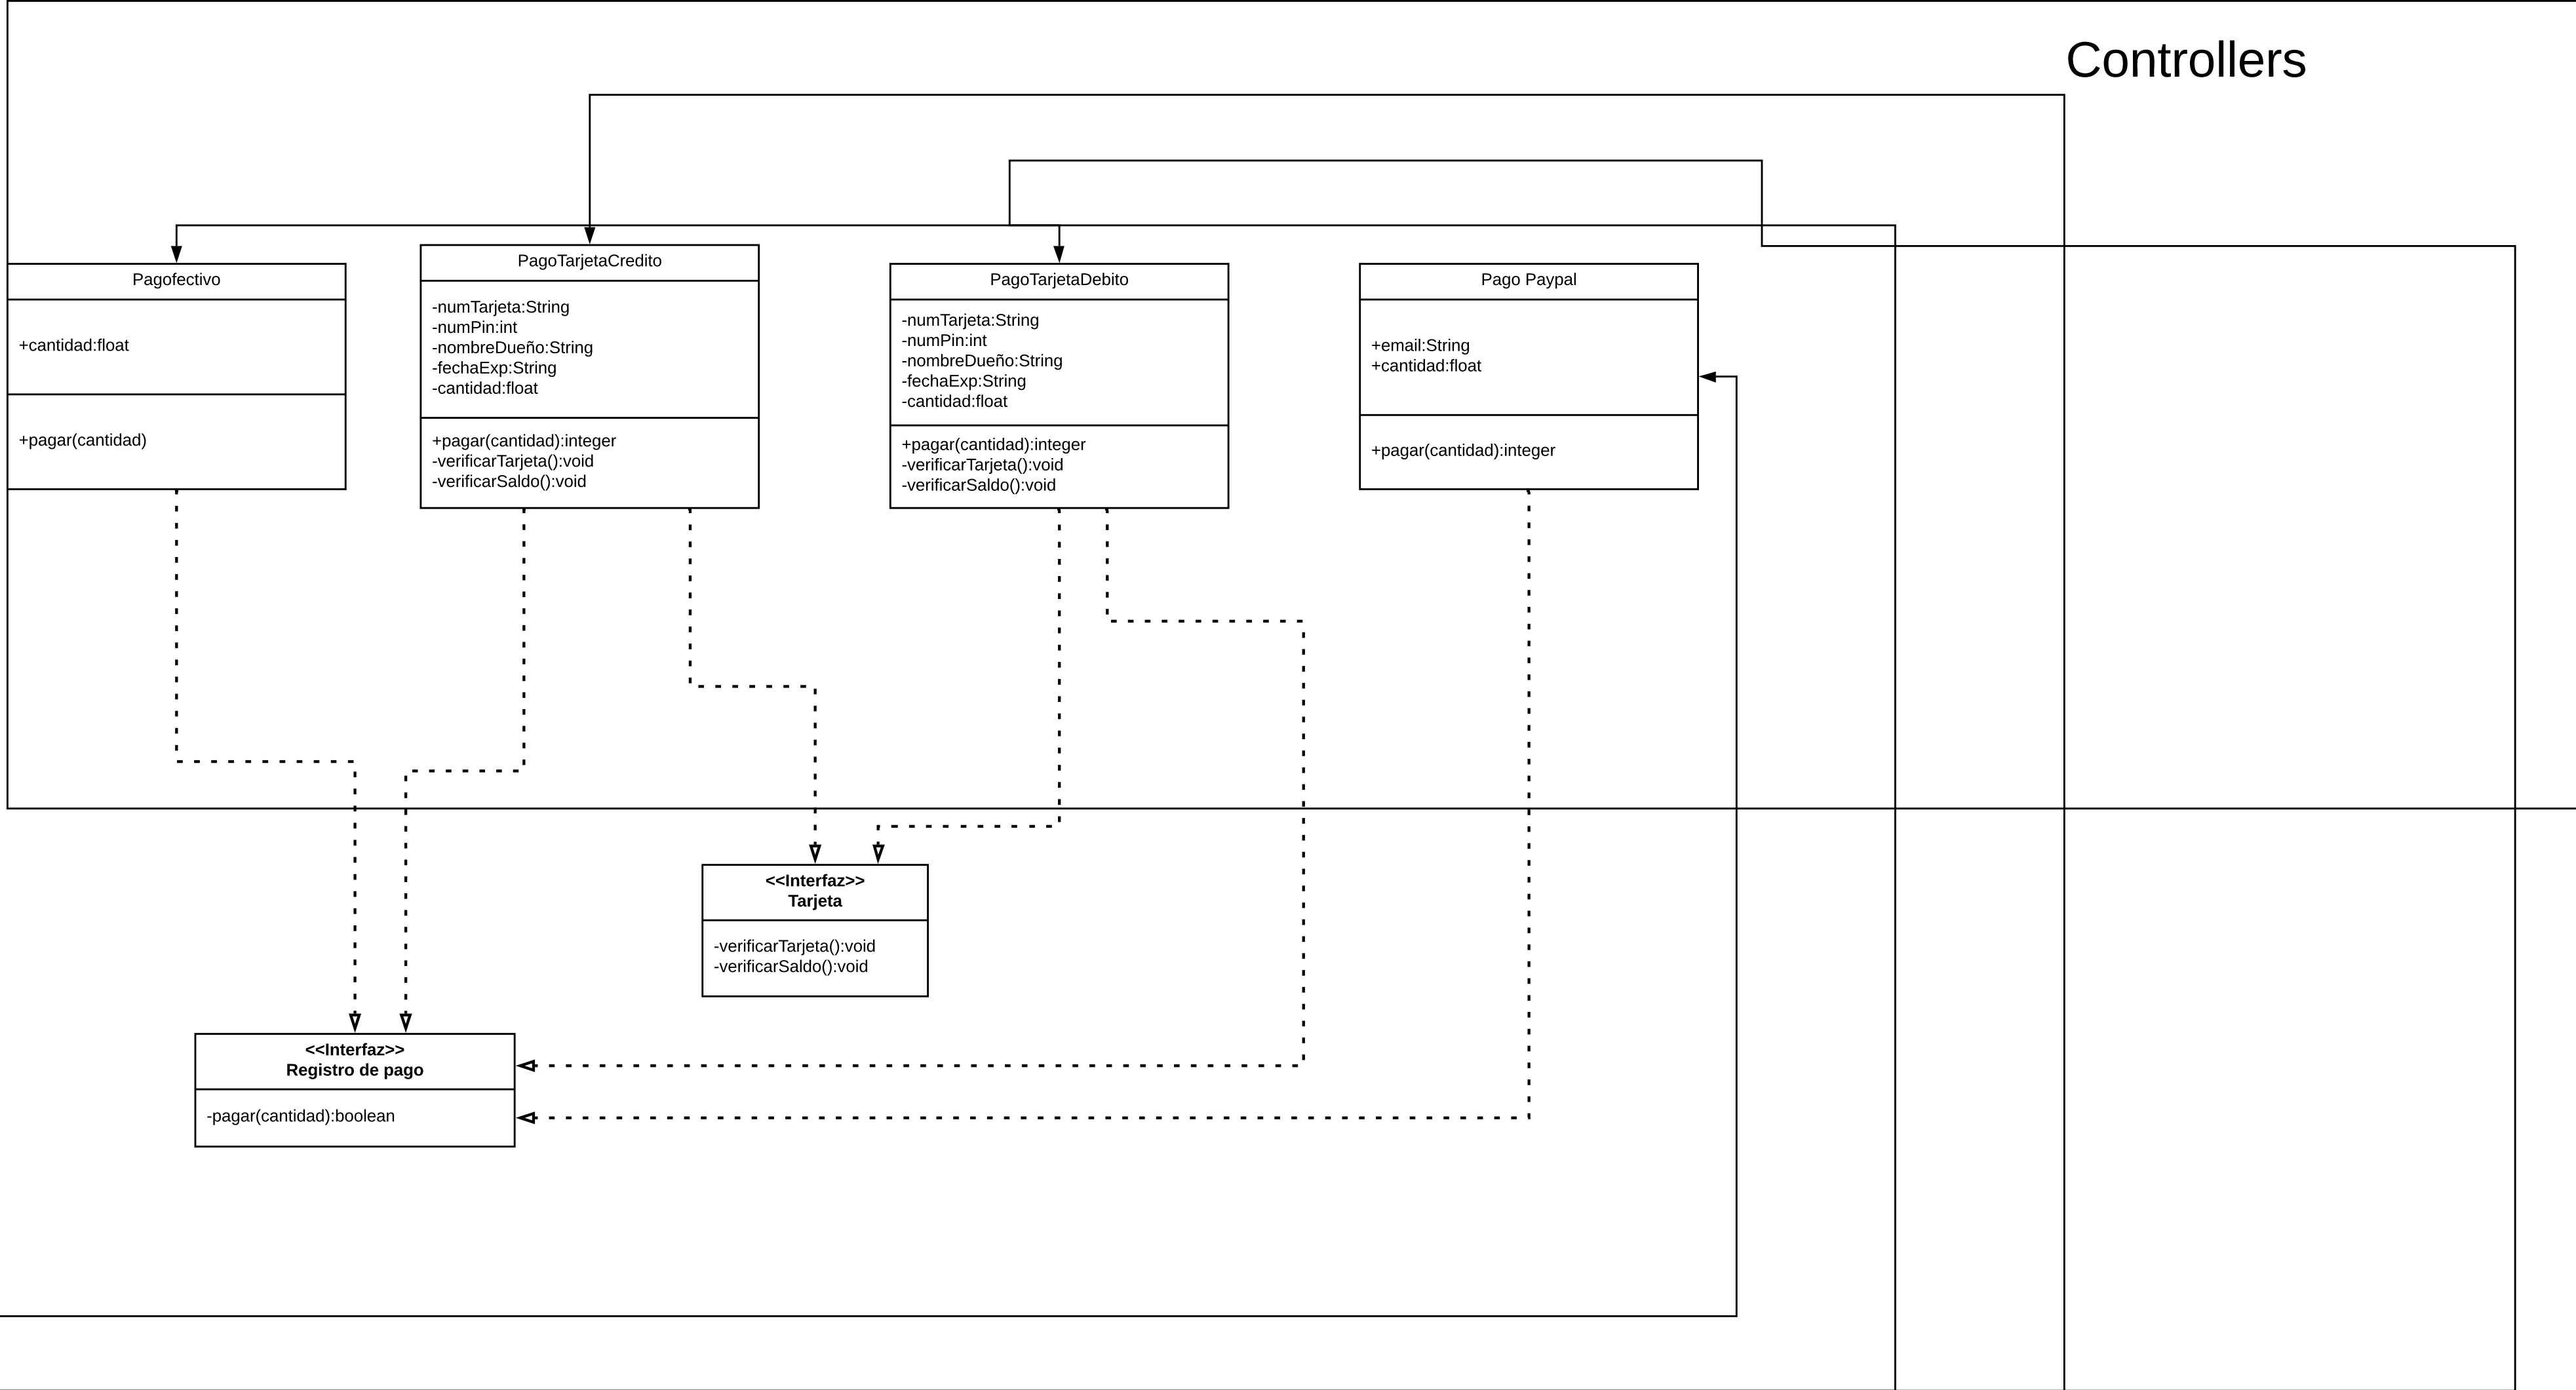 Controllers
Pagofectivo
+cantidad:float
+pagar(cantidad)
PagoTarjetaCredito
-numTarjeta:String
-numPin:int
-nombreDueño:String
-fechaExp:String
-cantidad:float
+pagar(cantidad):integer
-verificarTarjeta():void
-verificarSaldo():void
PagoTarjetaDebito
-numTarjeta:String
-numPin:int
-nombreDueño:String
-fechaExp:String
-cantidad:float
+pagar(cantidad):integer
-verificarTarjeta():void
-verificarSaldo():void
Pago Paypal
+email:String
+cantidad:float
+pagar(cantidad):integer
<<Interfaz>>
Tarjeta
-verificarTarjeta():void
-verificarSaldo():void
<<Interfaz>>
Registro de pago
-pagar(cantidad):boolean